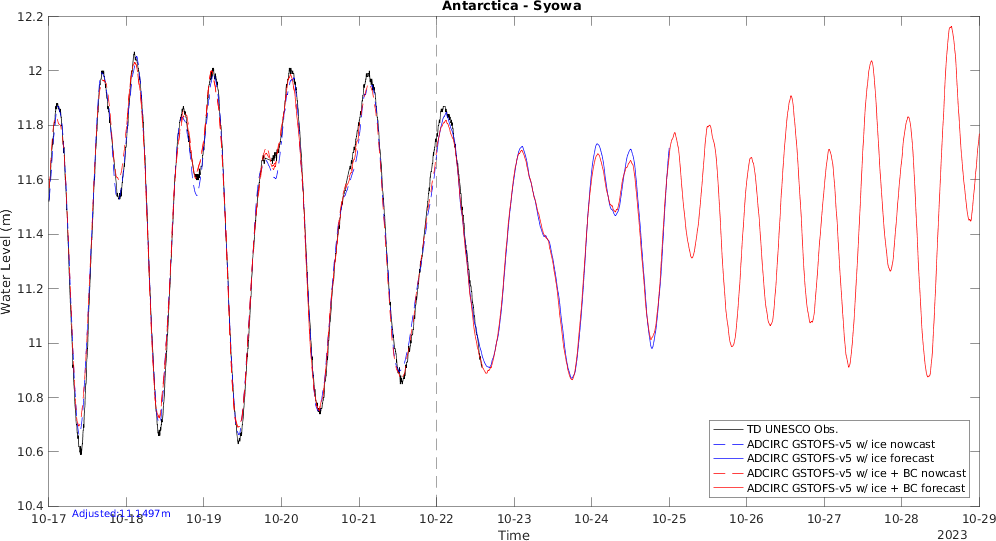 Antarctica - Syowa
Water Level (m)
12.2
12
11.8
11.6
11.4
11.2
11
10.8
10.6
10.4
TD UNESCO Obs.
ADCIRC GSTOFS-v5 w/ ice nowcast
ADCIRC GSTOFS-v5 w/ ice forecast
ADCIRC GSTOFS-v5 w/ ice + BC nowcast
ADCIRC GSTOFS-v5 w/ ice + BC forecast
Adjusted:11.1497m
10-17 10-18 10-19 10-20 10-21 10-22 10-23 10-24 10-25 10-26 10-27 10-28 10-29
Time
2023